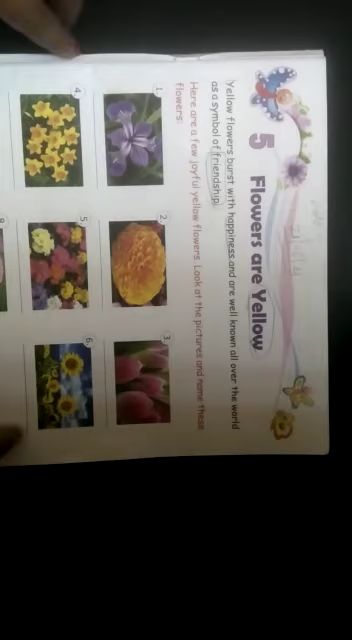 5 Flowers are Yellow
Yellow flowers burst with happiness and are well known all over the world
as a symbol of friendship.
Here are a few joyful yellow flowers. Look at the pictures and name these
flowers:
1.
2.
3.
4.
5.
6.